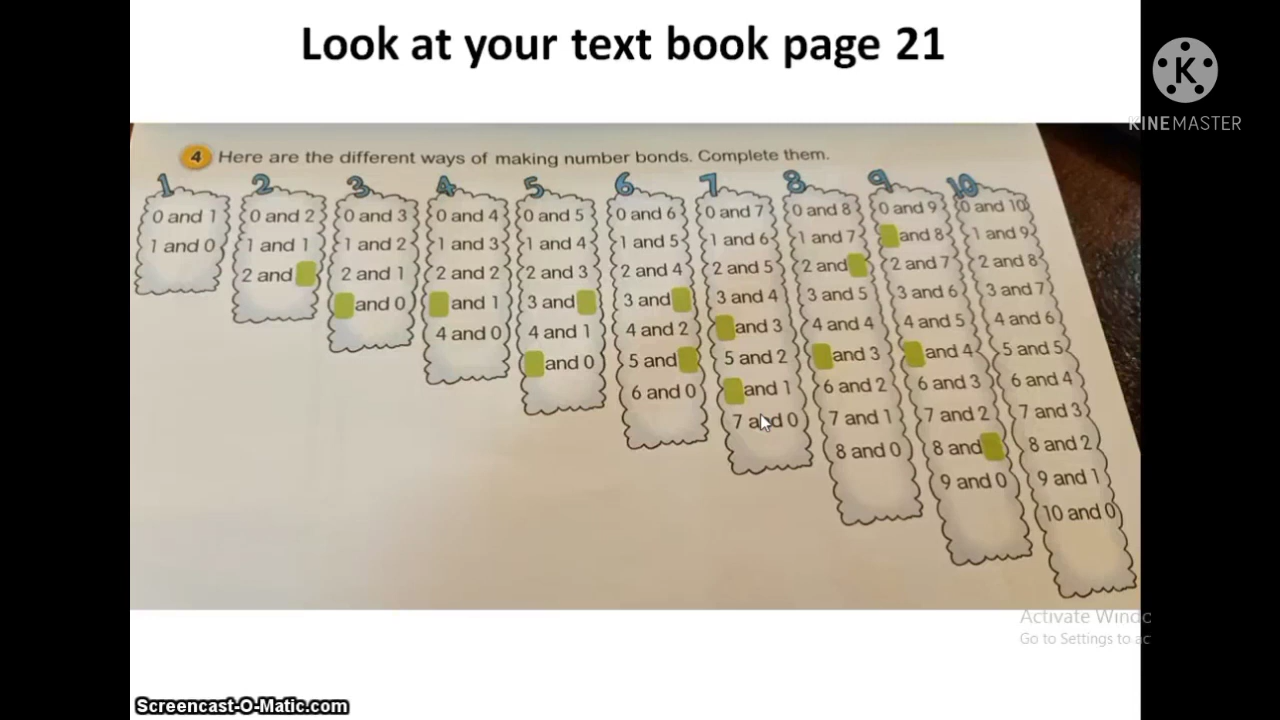 Look at your text book page 21
K
KINEMASTER
4 Here are the different ways of making number bonds. Complete them.
1
0 and 1
1 and 0
2
0 and 2
1 and 1
2 and
3
0 and 3
1 and 2
2 and 1
and 0
4
0 and 4
1 and 3
2 and 2
and 1
4 and 0
5
0 and 5
1 and 4
2 and 3
3 and
4 and 1
and 0
6
0 and 6
1 and 5
2 and 4
3 and
4 and 2
5 and
6 and 0
7
0 and 7
1 and 6
2 and 5
3 and 4
and 3
5 and 2
and 1
7 and 0
8
0 and 8
1 and 7
2 and
3 and 5
4 and 4
and 3
6 and 2
7 and 1
8 and 0
9
0 and 9
and 8
2 and 7
3 and 6
4 and 5
and 4
6 and 3
7 and 2
8 and
9 and 0
10
0 and 10
1 and 9
2 and 8
3 and 7
4 and 6
5 and 5
6 and 4
7 and 3
8 and 2
9 and 1
10 and 0
Activate Windc
Go to Settings to ac
Screencast-O-Matic.com